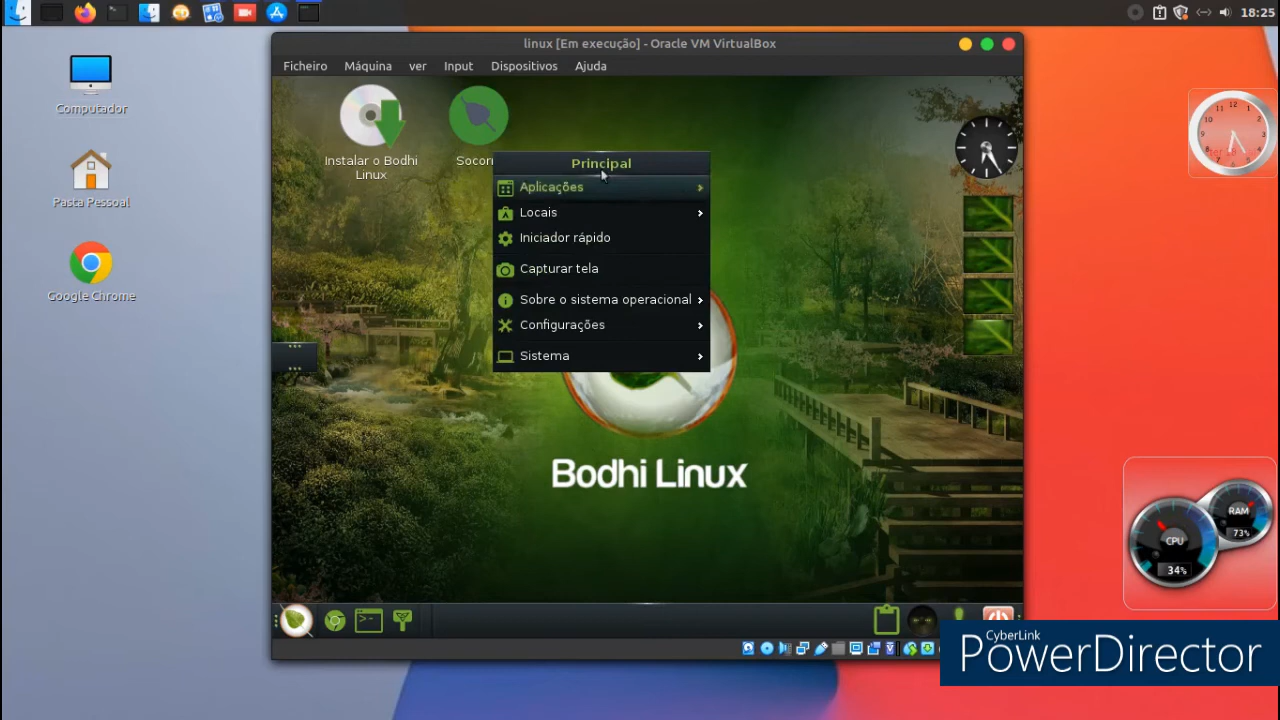 18:25
linux [Em execução] - Oracle VM VirtualBox
Ficheiro Máquina ver Input Dispositivos Ajuda
Computador
Pasta Pessoal
Google Chrome
Instalar o Bodhi
Linux
Socorr
Principal
Aplicações
Locais
Iniciador rápido
Capturar tela
Sobre o sistema operacional
Configurações
Sistema
Bodhi Linux
RAM
73%
CPU
34%
CyberLink
PowerDirector